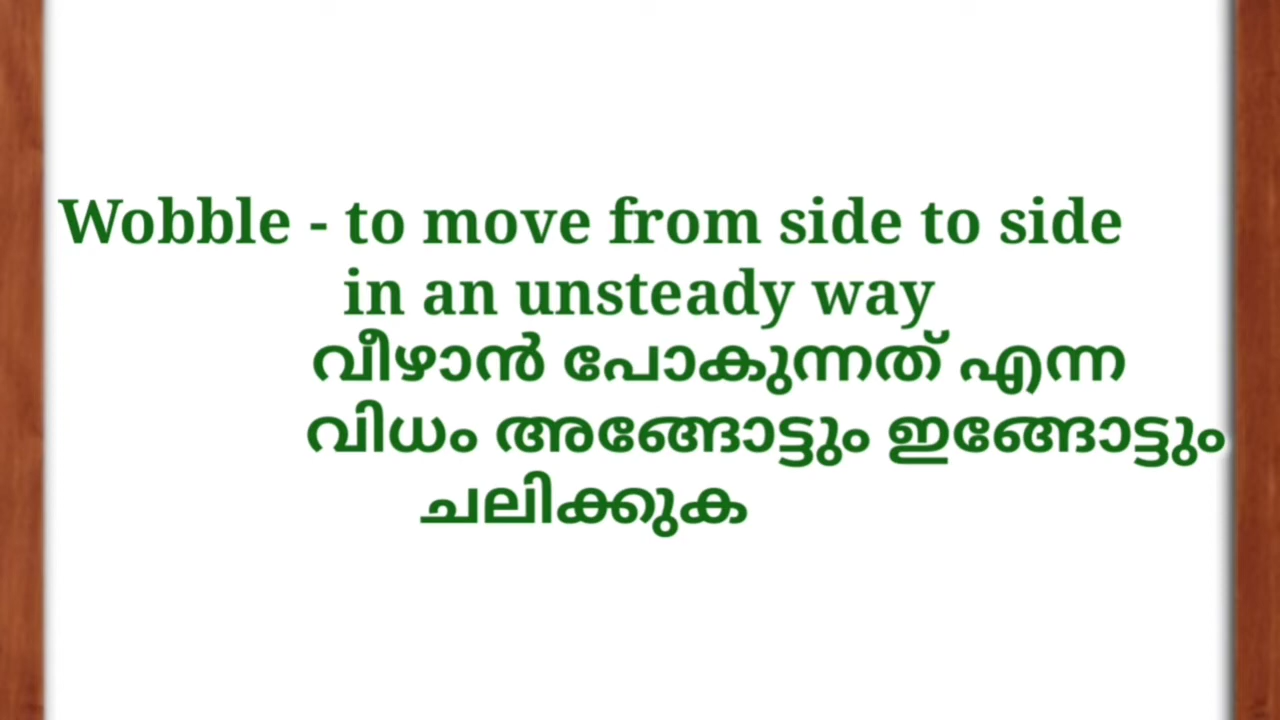 Wobble - to move from side to side
in an unsteady way
വീഴാൻ പോകുന്നത് എന്ന
വിധം അങ്ങോട്ടും ഇങ്ങോട്ടും
ചലിക്കുക